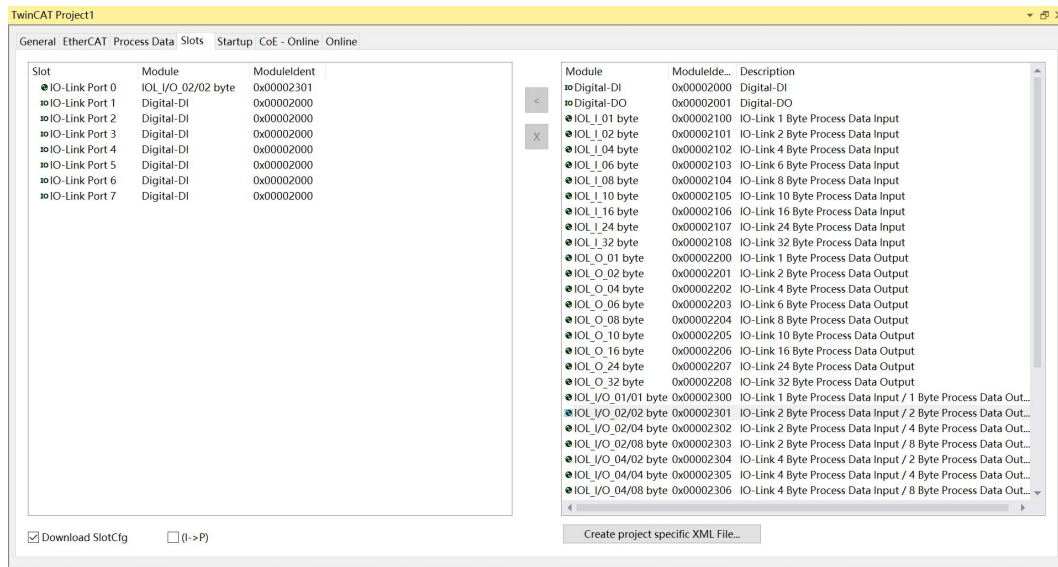 TwinCAT Project1
General EtherCAT Process Data Slots Startup CoE - Online Online
Slot Module ModuleIdent
IO-Link Port 0 IOL_I/O_02/02 byte 0x00002301
IO-Link Port 1 Digital-DI 0x00002000
IO-Link Port 2 Digital-DI 0x00002000
IO-Link Port 3 Digital-DI 0x00002000
IO-Link Port 4 Digital-DI 0x00002000
IO-Link Port 5 Digital-DI 0x00002000
IO-Link Port 6 Digital-DI 0x00002000
IO-Link Port 7 Digital-DI 0x00002000
<
X
Module ModuleIde... Description
Digital-DI 0x00002000 Digital-DI
Digital-DO 0x00002001 Digital-DO
IOL_I_01 byte 0x00002100 IO-Link 1 Byte Process Data Input
IOL_I_02 byte 0x00002101 IO-Link 2 Byte Process Data Input
IOL_I_04 byte 0x00002102 IO-Link 4 Byte Process Data Input
IOL_I_06 byte 0x00002103 IO-Link 6 Byte Process Data Input
IOL_I_08 byte 0x00002104 IO-Link 8 Byte Process Data Input
IOL_I_10 byte 0x00002105 IO-Link 10 Byte Process Data Input
IOL_I_16 byte 0x00002106 IO-Link 16 Byte Process Data Input
IOL_I_24 byte 0x00002107 IO-Link 24 Byte Process Data Input
IOL_I_32 byte 0x00002108 IO-Link 32 Byte Process Data Input
IOL_O_01 byte 0x00002200 IO-Link 1 Byte Process Data Output
IOL_O_02 byte 0x00002201 IO-Link 2 Byte Process Data Output
IOL_O_04 byte 0x00002202 IO-Link 4 Byte Process Data Output
IOL_O_06 byte 0x00002203 IO-Link 6 Byte Process Data Output
IOL_O_08 byte 0x00002204 IO-Link 8 Byte Process Data Output
IOL_O_10 byte 0x00002205 IO-Link 10 Byte Process Data Output
IOL_O_16 byte 0x00002206 IO-Link 16 Byte Process Data Output
IOL_O_24 byte 0x00002207 IO-Link 24 Byte Process Data Output
IOL_O_32 byte 0x00002208 IO-Link 32 Byte Process Data Output
IOL_I/O_01/01 byte 0x00002300 IO-Link 1 Byte Process Data Input / 1 Byte Process Data Out...
IOL_I/O_02/02 byte 0x00002301 IO-Link 2 Byte Process Data Input / 2 Byte Process Data Out...
IOL_I/O_02/04 byte 0x00002302 IO-Link 2 Byte Process Data Input / 4 Byte Process Data Out...
IOL_I/O_02/08 byte 0x00002303 IO-Link 2 Byte Process Data Input / 8 Byte Process Data Out...
IOL_I/O_04/02 byte 0x00002304 IO-Link 4 Byte Process Data Input / 2 Byte Process Data Out...
IOL_I/O_04/04 byte 0x00002305 IO-Link 4 Byte Process Data Input / 4 Byte Process Data Out...
IOL_I/O_04/08 byte 0x00002306 IO-Link 4 Byte Process Data Input / 8 Byte Process Data Out...
Download SlotCfg (I->P)
Create project specific XML File...